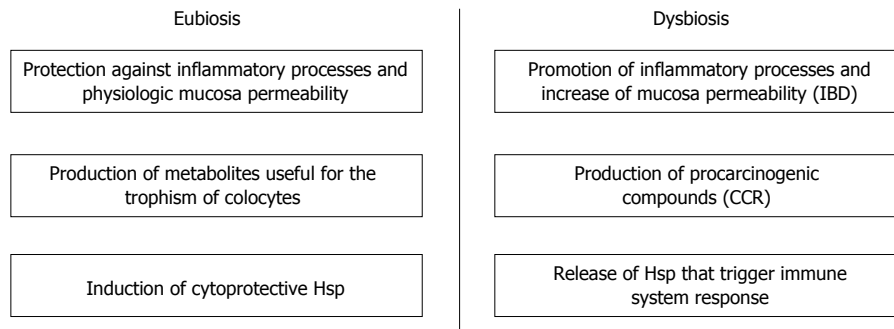 Eubiosis
Protection against inflammatory processes and
physiologic mucosa permeability
Production of metabolites useful for the
trophism of colocytes
Induction of cytoprotective Hsp
Dysbiosis
Promotion of inflammatory processes and
increase of mucosa permeability (IBD)
Production of procarcinogenic
compounds (CCR)
Release of Hsp that trigger immune
system response